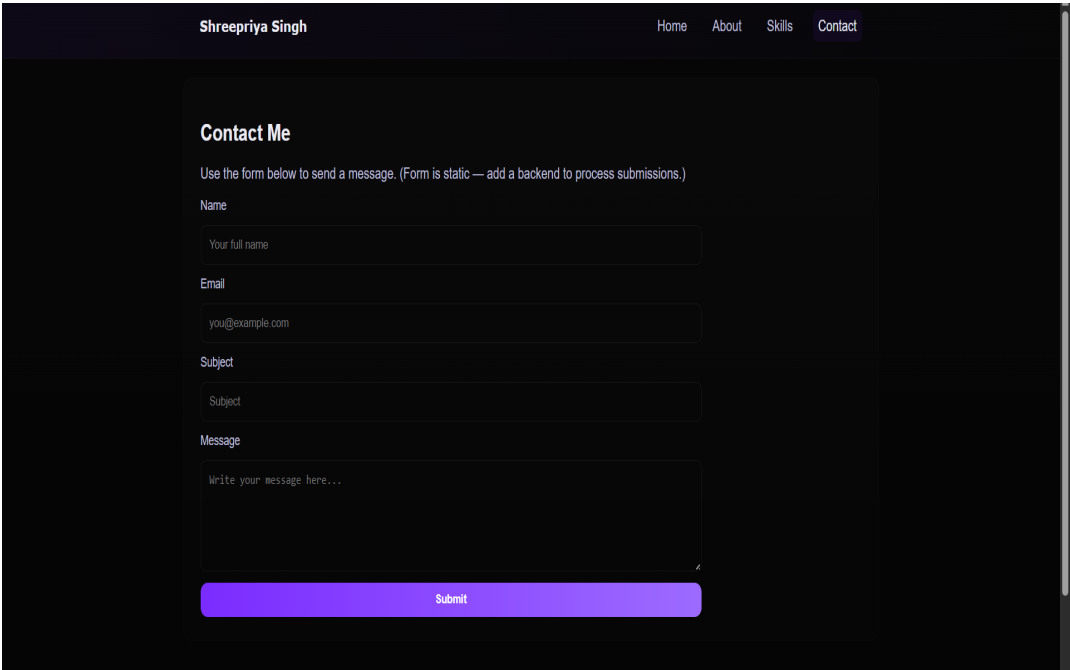 Shreepriya Singh
Home About Skills Contact
Contact Me
Use the form below to send a message. (Form is static — add a backend to process submissions.)
Name
Your full name
Email
you@example.com
Subject
Subject
Message
Write your message here...
Submit